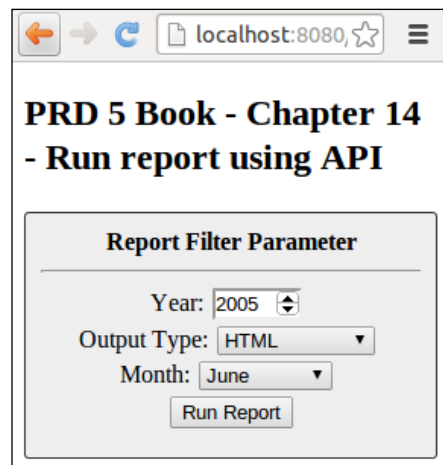 localhost:8080,
PRD 5 Book - Chapter 14
- Run report using API
Report Filter Parameter
Year: 2005
Output Type: HTML
Month: June
Run Report